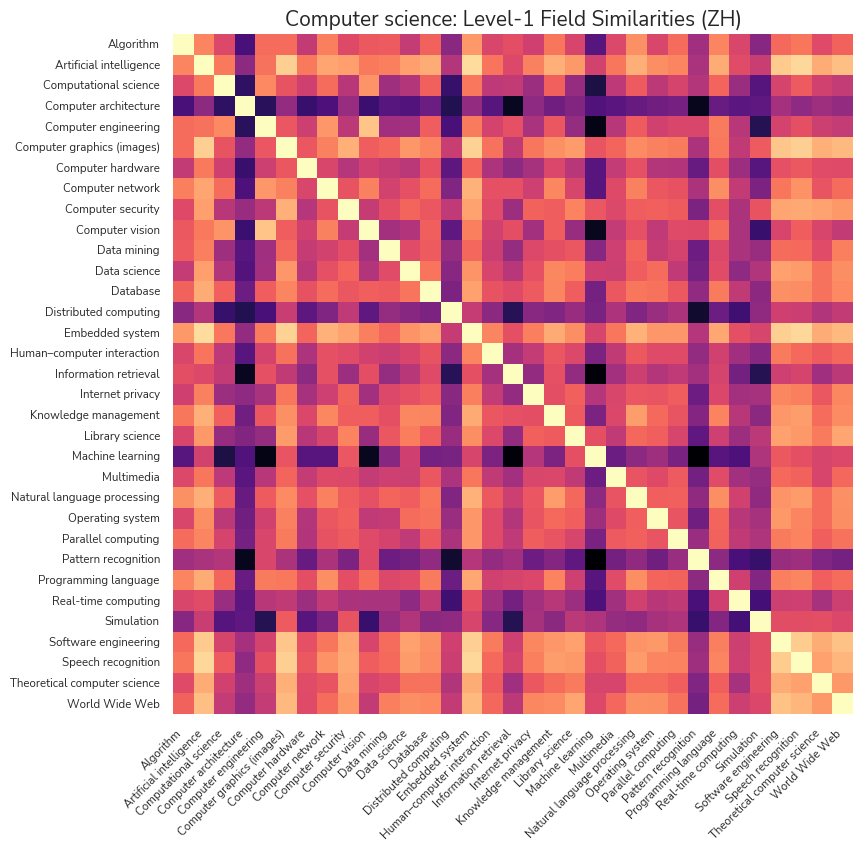 Computer science: Level-1 Field Similarities (ZH)
Algorithm
Artificial intelligence
Computational science
Computer architecture
Computer engineering
Computer graphics (images)
Computer hardware
Computer network
Computer security
Computer vision
Data mining
Data science
Database
Distributed computing
Embedded system
Human–computer interaction
Information retrieval
Internet privacy
Knowledge management
Library science
Machine learning
Multimedia
Natural language processing
Operating system
Parallel computing
Pattern recognition
Programming language
Real-time computing
Simulation
Software engineering
Speech recognition
Theoretical computer science
World Wide Web
Algorithm
Artificial intelligence
Computational science
Computer architecture
Computer engineering
Computer graphics (images)
Computer hardware
Computer network
Computer security
Computer vision
Data mining
Data science
Database
Distributed computing
Embedded system
Human–computer interaction
Information retrieval
Internet privacy
Knowledge management
Library science
Machine learning
Multimedia
Natural language processing
Operating system
Parallel computing
Pattern recognition
Programming language
Real-time computing
Simulation
Software engineering
Speech recognition
Theoretical computer science
World Wide Web